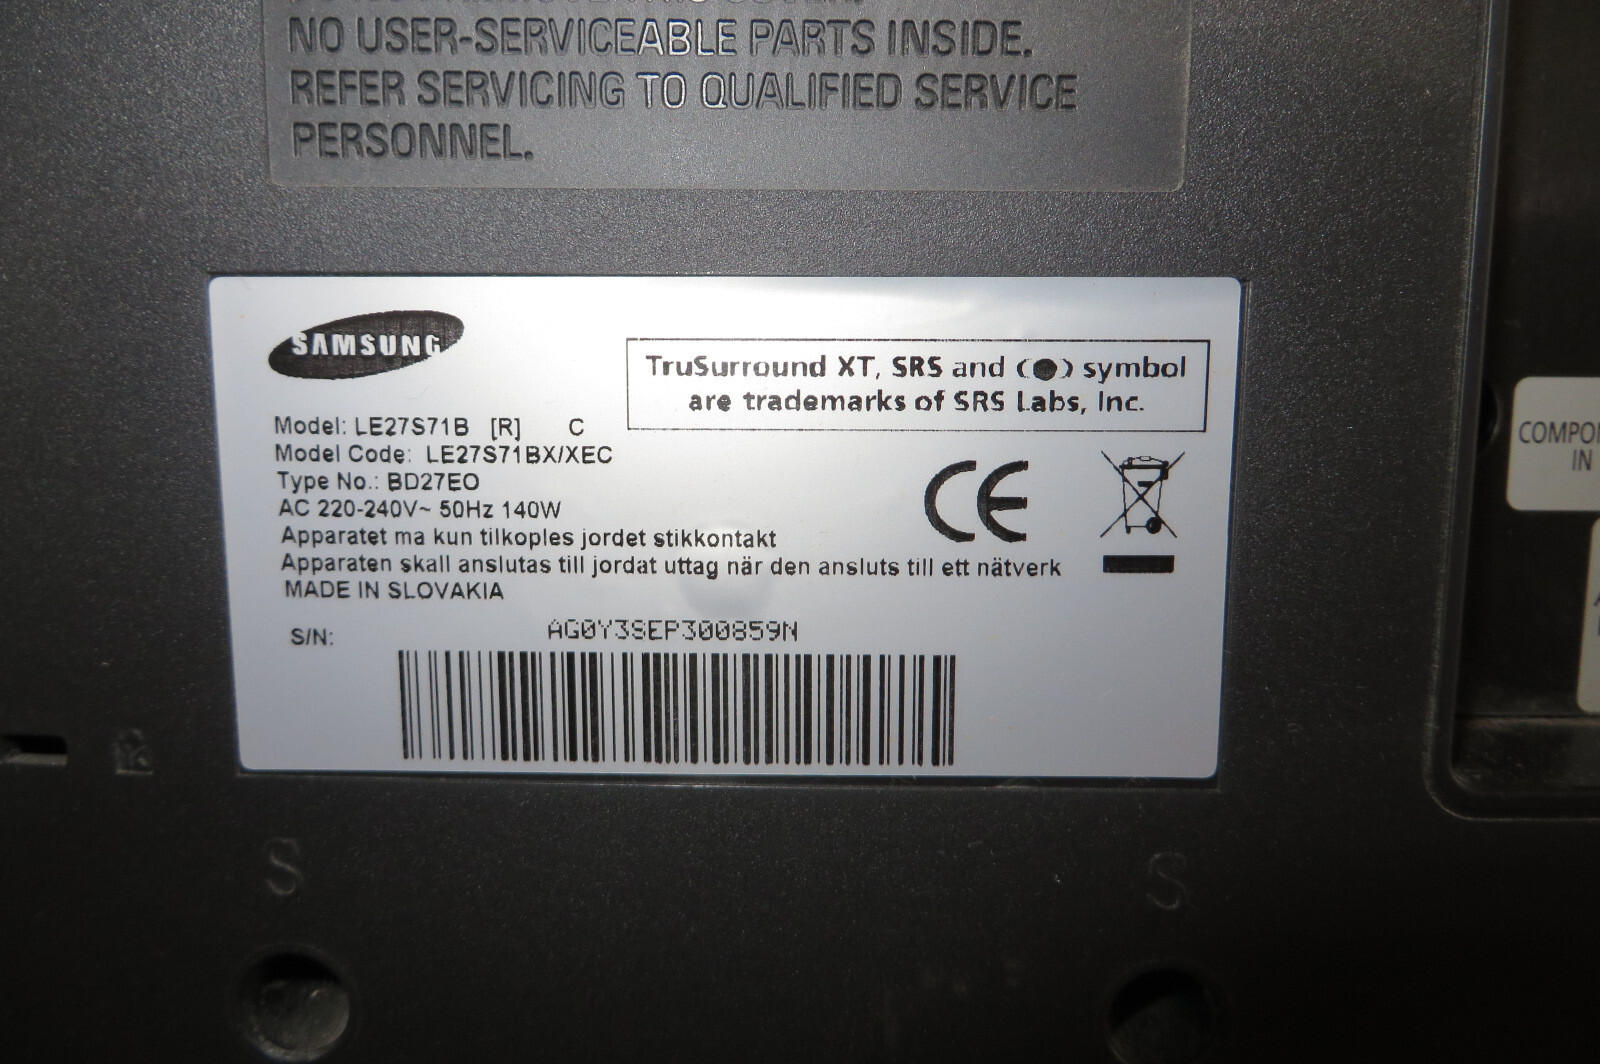 NO USER-SERVICEABLE PARTS INSIDE.
REFER SERVICING TO QUALIFIED SERVICE
PERSONNEL.
SAMSUNG
TruSurround XT, SRS and (●) symbol
are trademarks of SRS Labs, Inc.
Model: LE27S71B [R] C
Model Code: LE27S71BX/XEC
Type No.: BD27EO
AC 220-240V~ 50Hz 140W
Apparatet ma kun tilkoples jordet stikkontakt
Apparaten skall anslutas till jordat uttag när den ansluts till ett nätverk
MADE IN SLOVAKIA
CE
S/N: AG0Y3SEP300859N
IN
S S